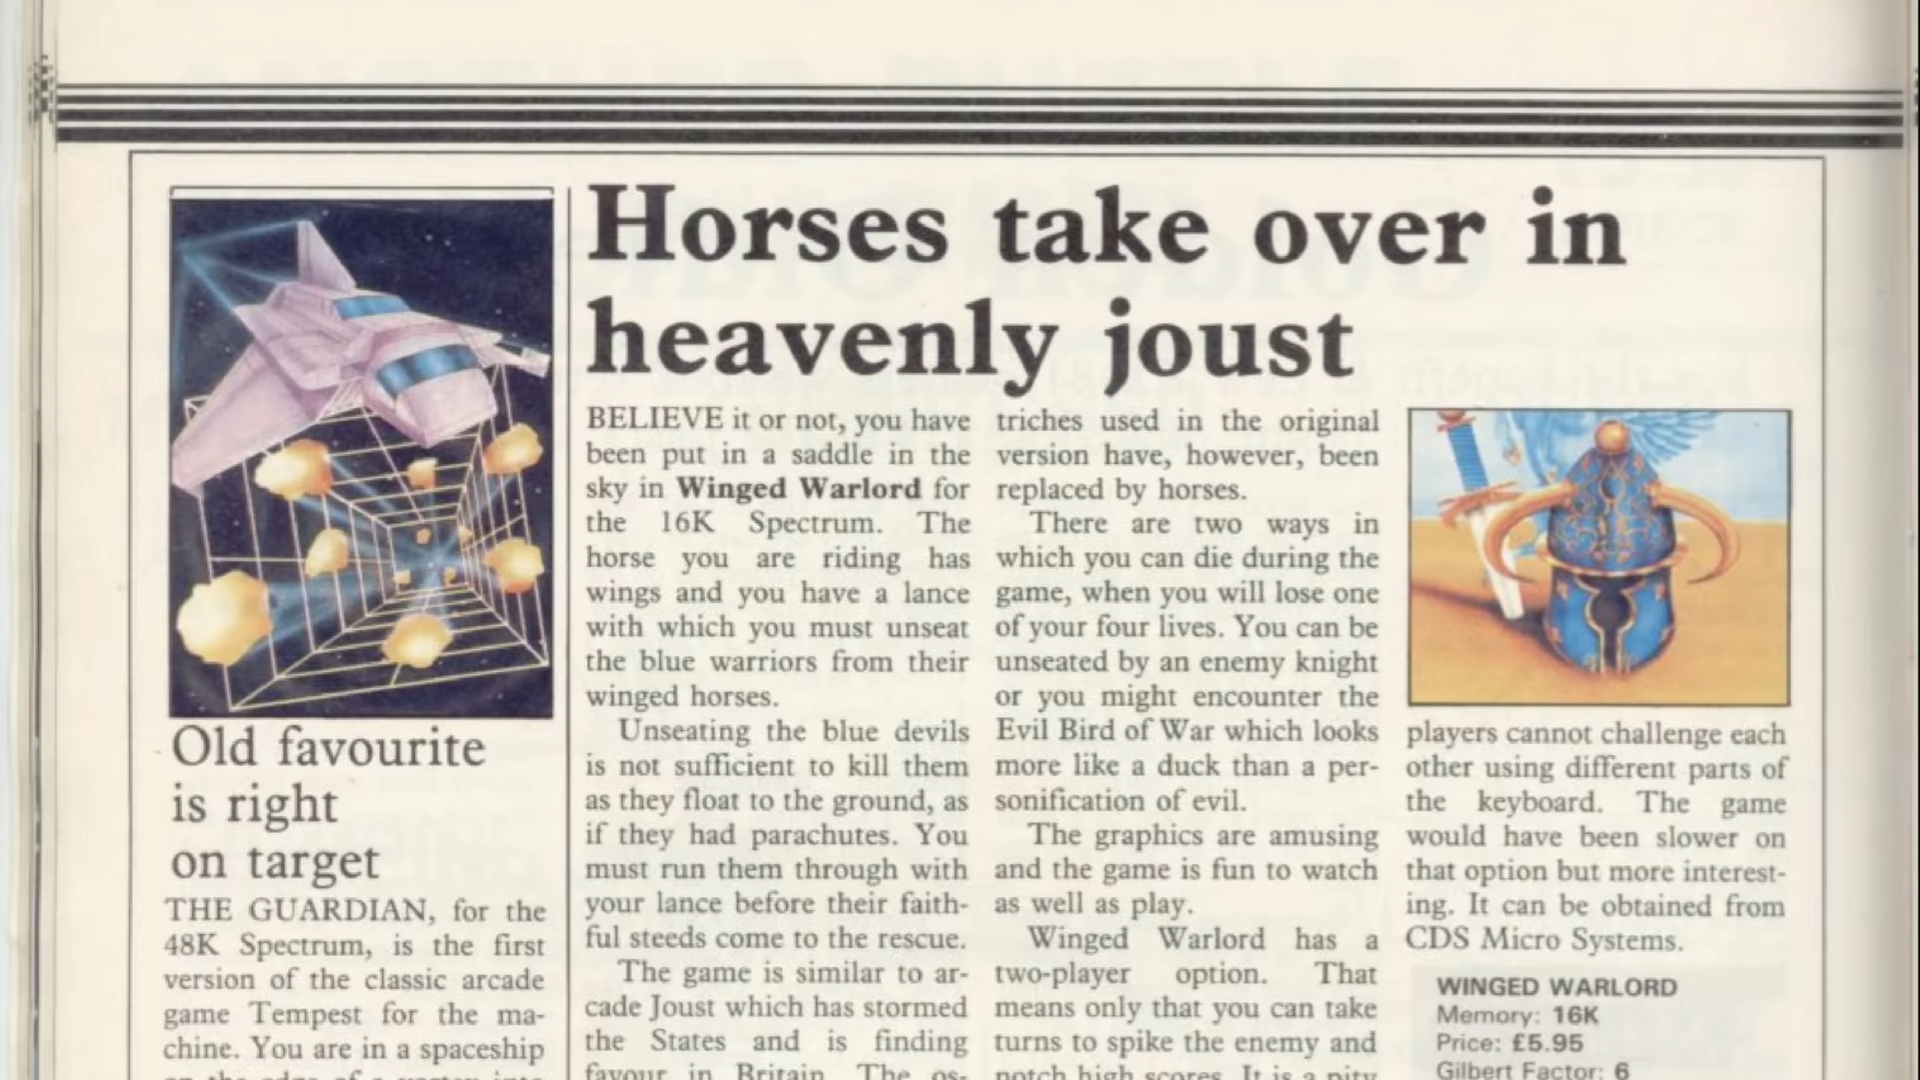 Old favourite
is right
on target
THE GUARDIAN, for the
48K Spectrum, is the first
version of the classic arcade
game Tempest for the ma-
chine. You are in a spaceship
on the edge of a vortex into
Horses take over in
heavenly joust
BELIEVE it or not, you have
been put in a saddle in the
sky in Winged Warlord for
the 16K Spectrum. The
horse you are riding has
wings and you have a lance
with which you must unseat
the blue warriors from their
winged horses.
Unseating the blue devils
is not sufficient to kill them
as they float to the ground, as
if they had parachutes. You
must run them through with
your lance before their faith-
ful steeds come to the rescue.
The game is similar to ar-
cade Joust which has stormed
the States and is finding
favour in Britain. The os-
triches used in the original
version have, however, been
replaced by horses.
There are two ways in
which you can die during the
game, when you will lose one
of your four lives. You can be
unseated by an enemy knight
or you might encounter the
Evil Bird of War which looks
more like a duck than a per-
sonification of evil.
The graphics are amusing
and the game is fun to watch
as well as play.
Winged Warlord has a
two-player option. That
means only that you can take
turns to spike the enemy and
notch high scores. It is a pity
players cannot challenge each
other using different parts of
the keyboard. The game
would have been slower on
that option but more interest-
ing. It can be obtained from
CDS Micro Systems.
WINGED WARLORD
Memory: 16K
Price: £5.95
Gilbert Factor: 6